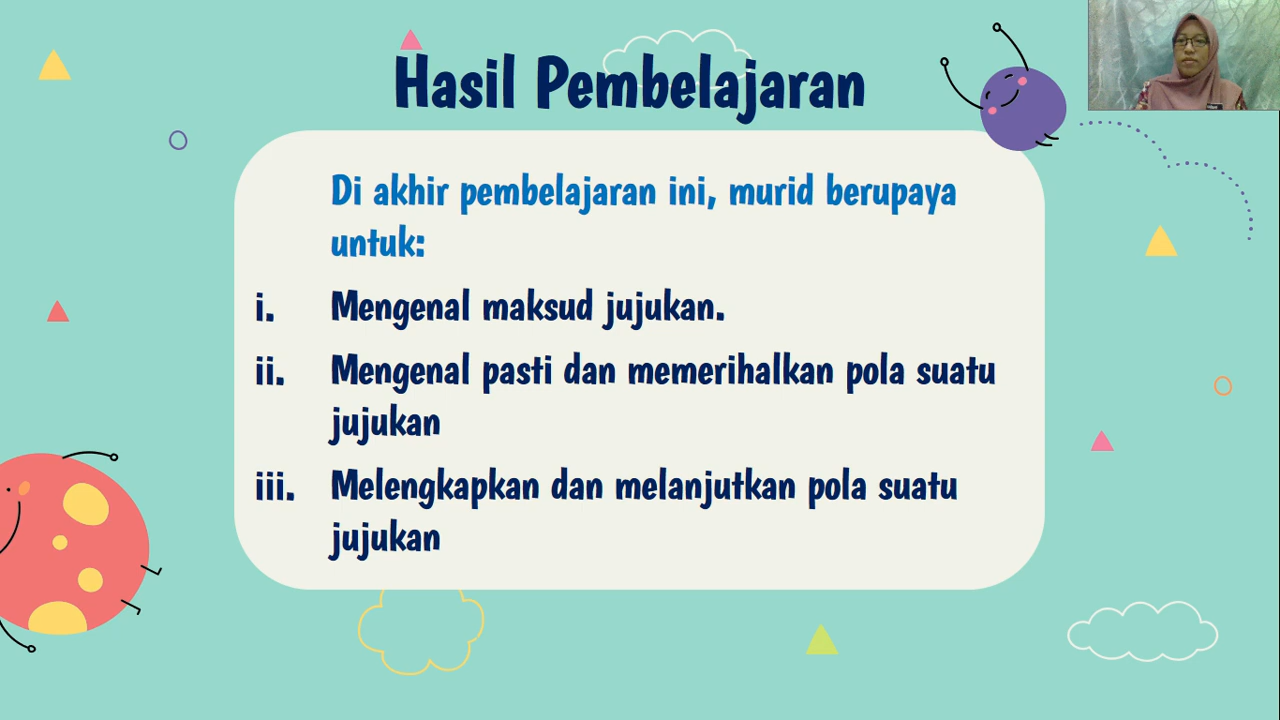 Hasil Pembelajaran
Di akhir pembelajaran ini, murid berupaya
untuk:
i. Mengenal maksud jujukan.
ii. Mengenal pasti dan memerihalkan pola suatu
jujukan
iii. Melengkapkan dan melanjutkan pola suatu
jujukan